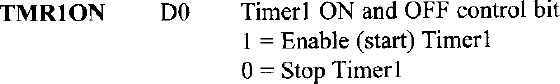 TMR1ON D0 Timer1 ON and OFF control bit
1 = Enable (start) Timer1
0 = Stop Timer1